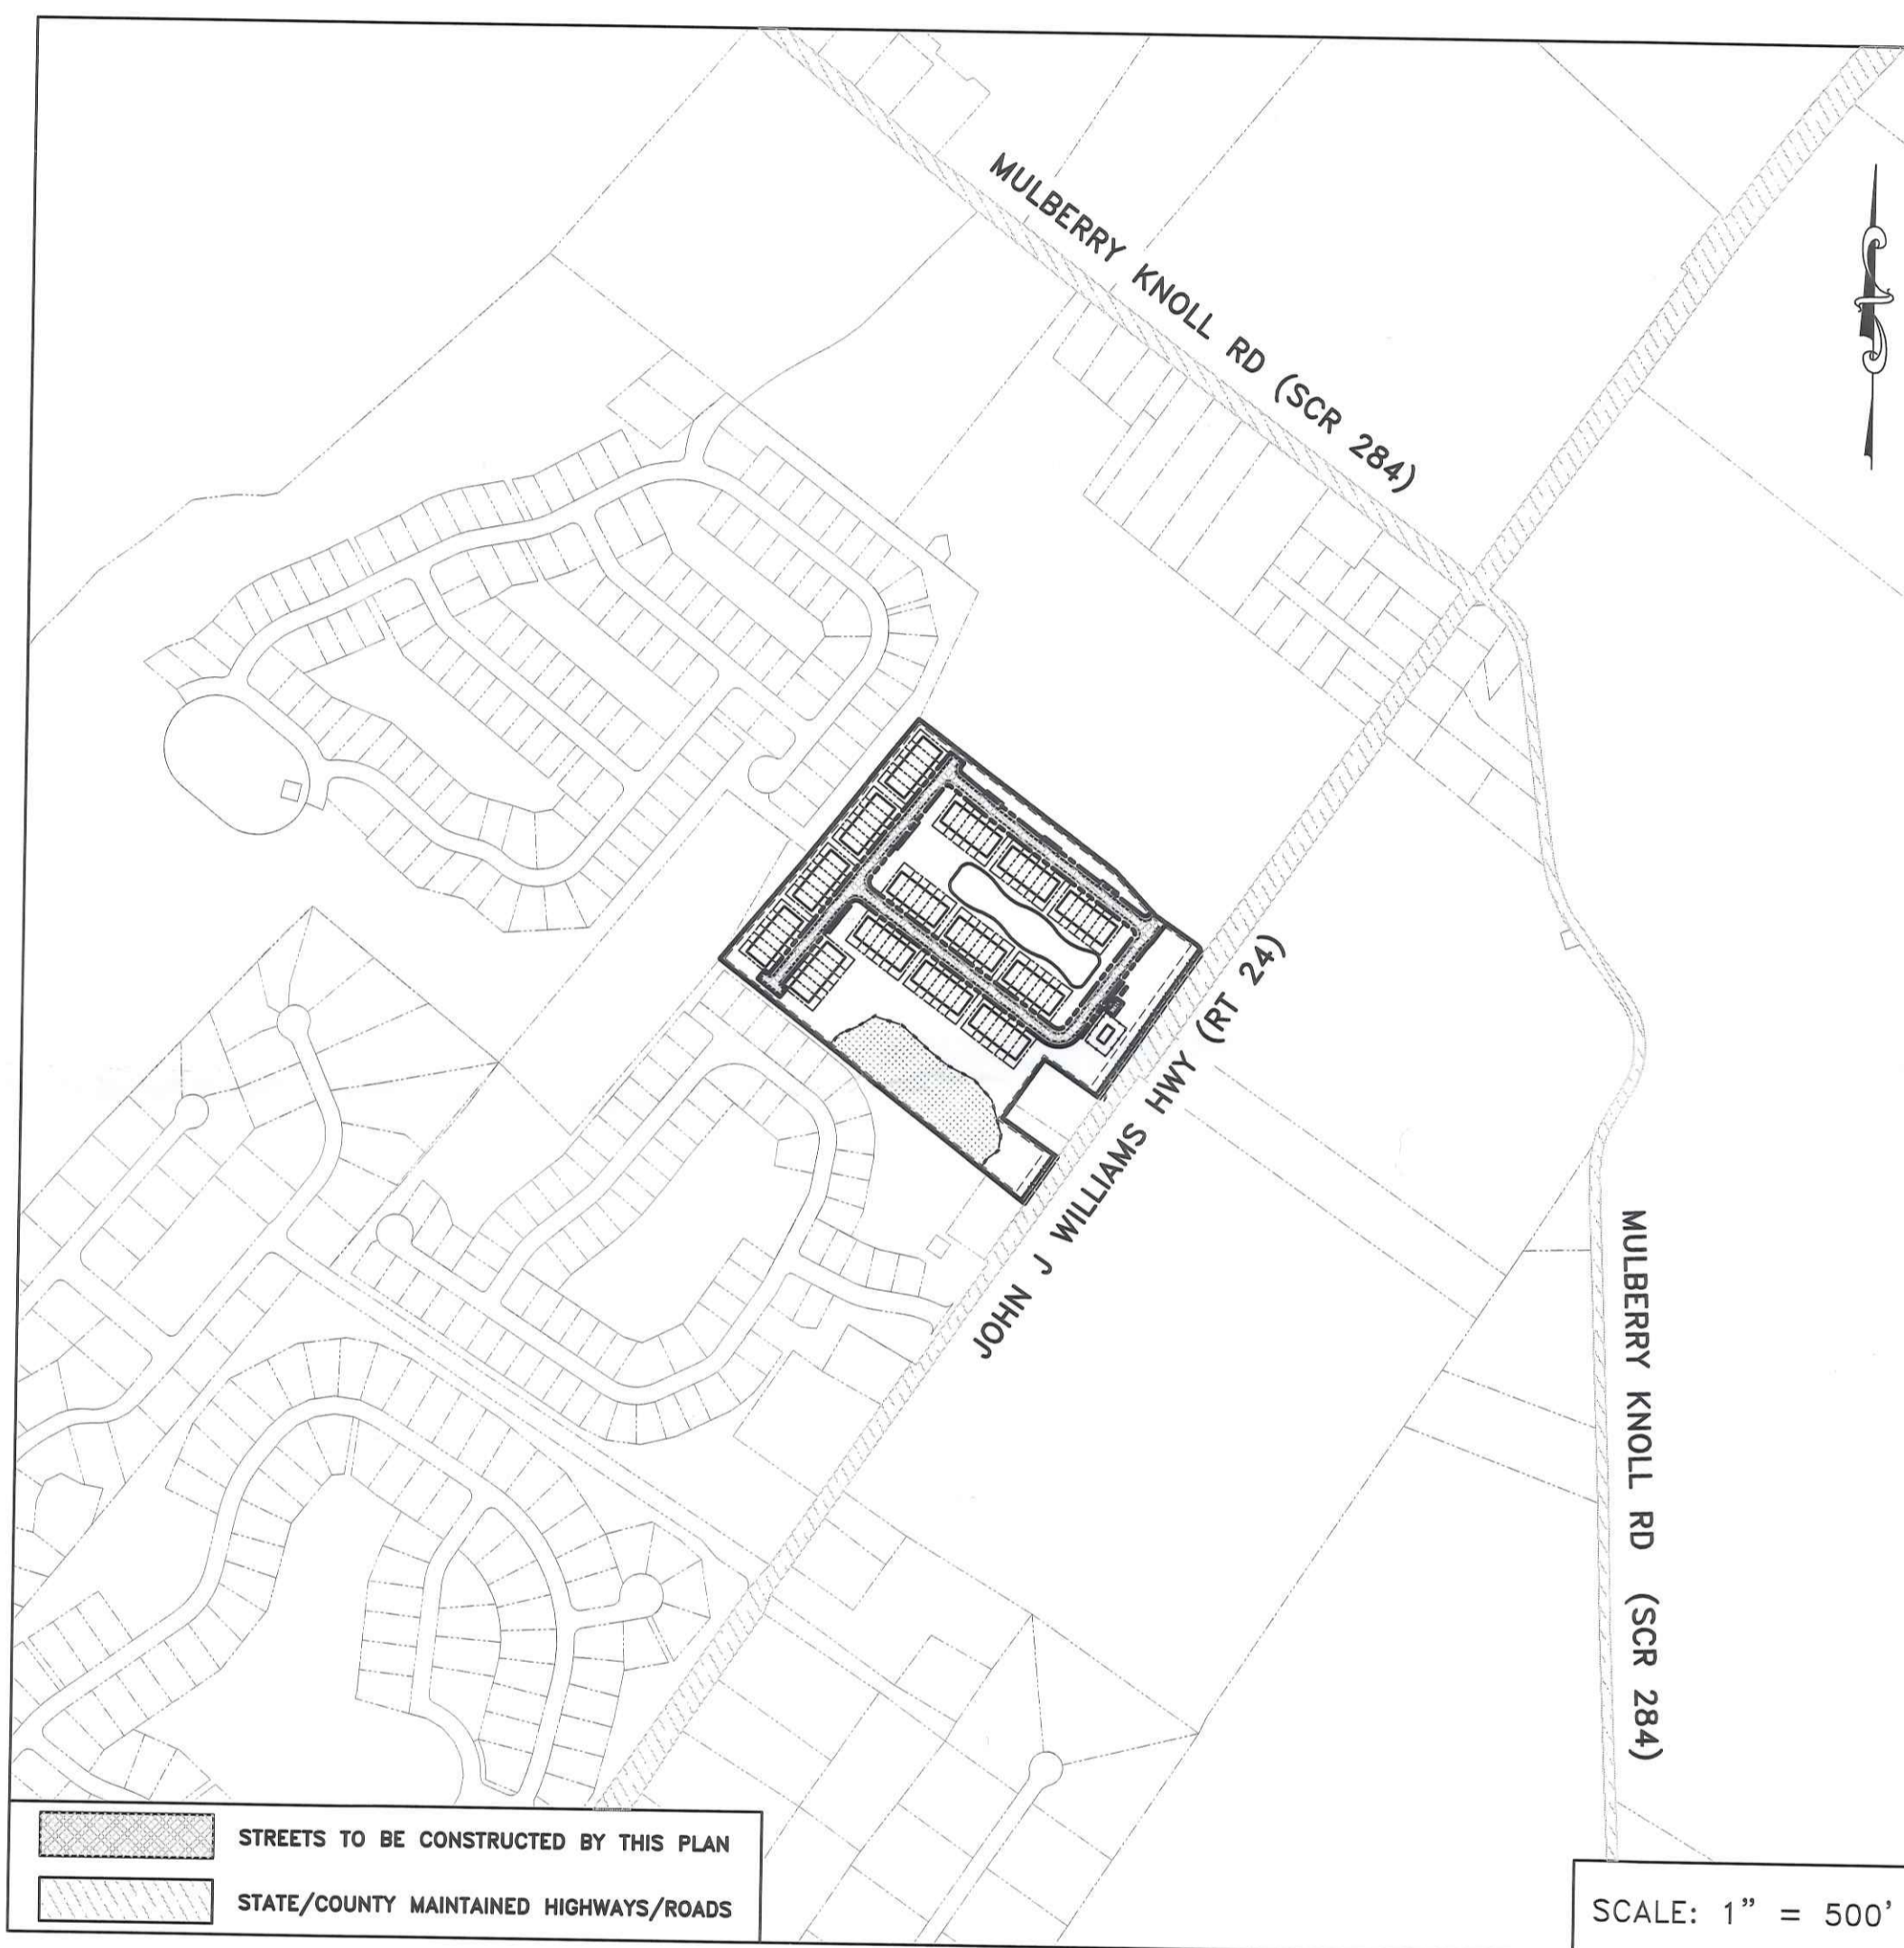 MULBERRY KNOLL RD (SCR 284)
JOHN J WILLIAMS HWY (RT 24)
MULBERRY KNOLL RD (SCR 284)
STREETS TO BE CONSTRUCTED BY THIS PLAN
STATE/COUNTY MAINTAINED HIGHWAYS/ROADS
SCALE: 1" = 500'